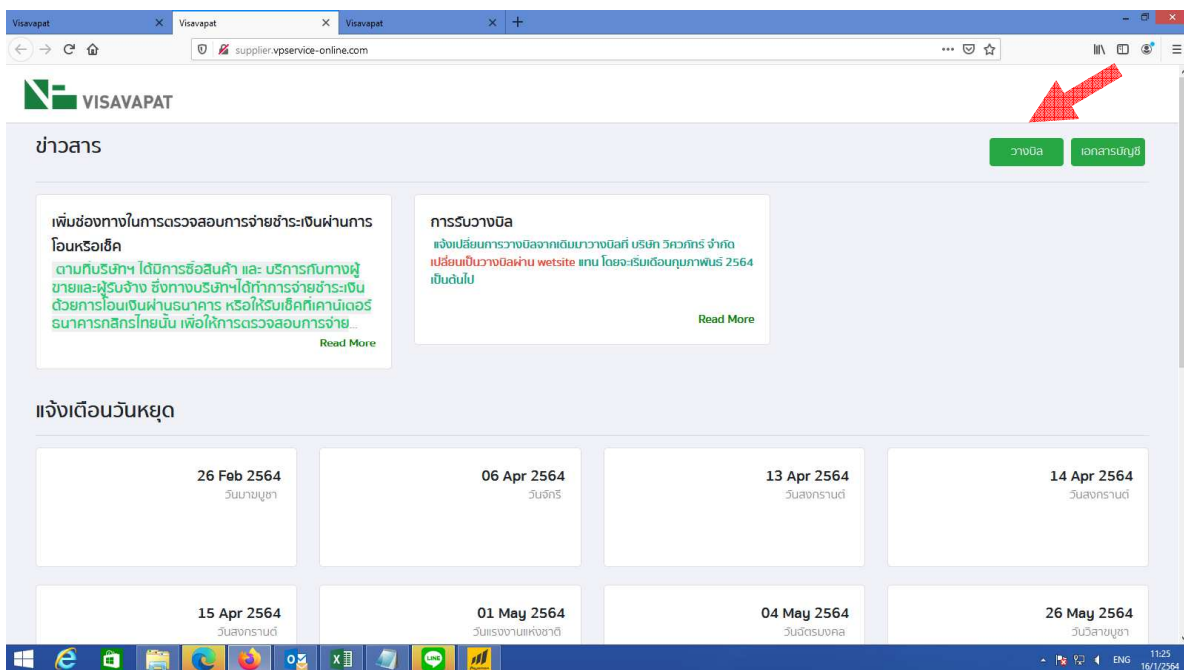 Visavapat
Visavapat
Visavapat
supplier.vpservice-online.com
VISAVAPAT
ข่าวสาร
วางบิล
เอกสารบัญชี
เพิ่มช่องทางในการตรวจสอบการจ่ายชำระเงินผ่านการ
โอนหรือเช็ค
ตามที่บริษัทฯ ได้มีการซื้อสินค้า และ บริการกับทางผู้
ขายและผู้รับจ้าง ซึ่งทางบริษัทฯได้ทำการจ่ายชำระเงิน
ด้วยการโอนเงินผ่านธนาคาร หรือให้รับเช็คที่เคาน์เตอร์
ธนาคารกสิกรไทยนั้น เพื่อให้การตรวจสอบการจ่าย...
Read More
การรับวางบิล
แจ้งเปลี่ยนการวางบิลจากเดิมมาวางบิลที่ บริษัท วิศวภัทร์ จำกัด
เปลี่ยนเป็นวางบิลผ่าน wetsite แทน โดยจะเริ่มเดือนกุมภาพันธ์ 2564
เป็นต้นไป
Read More
แจ้งเตือนวันหยุด
26 Feb 2564
วันมาฆบูชา
06 Apr 2564
วันจักรี
13 Apr 2564
วันสงกรานต์
14 Apr 2564
วันสงกรานต์
15 Apr 2564
วันสงกรานต์
01 May 2564
วันแรงงานแห่งชาติ
04 May 2564
วันฉัตรมงคล
26 May 2564
วันวิสาขบูชา
LINE
ENG
11:25
16/1/2564